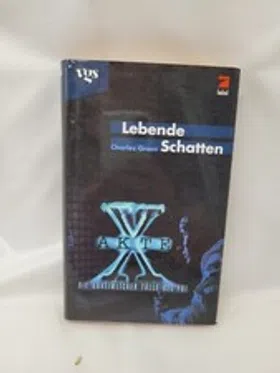 vgs
Lebende
Charles Grant Schatten
AKTE
X
DIE UNHEIMLICHEN FÄLLE DES FBI